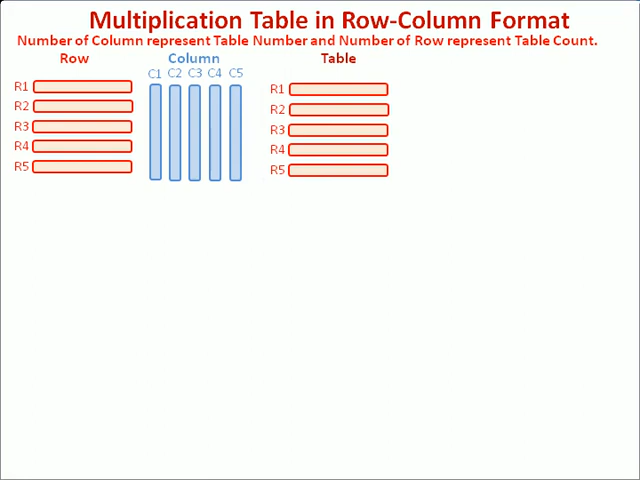 Multiplication Table in Row-Column Format
Number of Column represent Table Number and Number of Row represent Table Count.
Row Column Table
C1 C2 C3 C4 C5
R1 R1
R2 R2
R3 R3
R4 R4
R5 R5